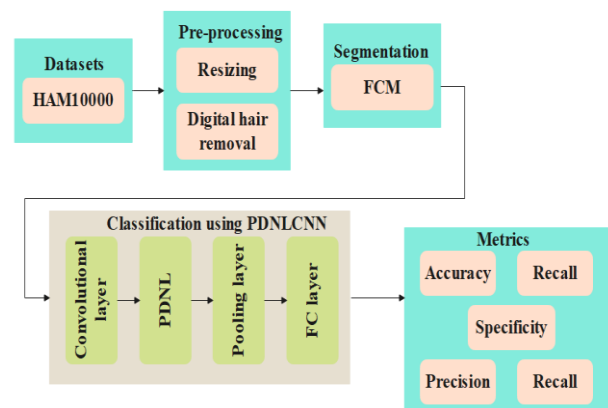 Datasets
HAM10000
Pre-processing
Resizing
Digital hair
removal
Segmentation
FCM
Classification using PDNLCNN
Convolutional
layer
PDNL
Pooling layer
FC layer
Metrics
Accuracy
Recall
Specificity
Precision
Recall